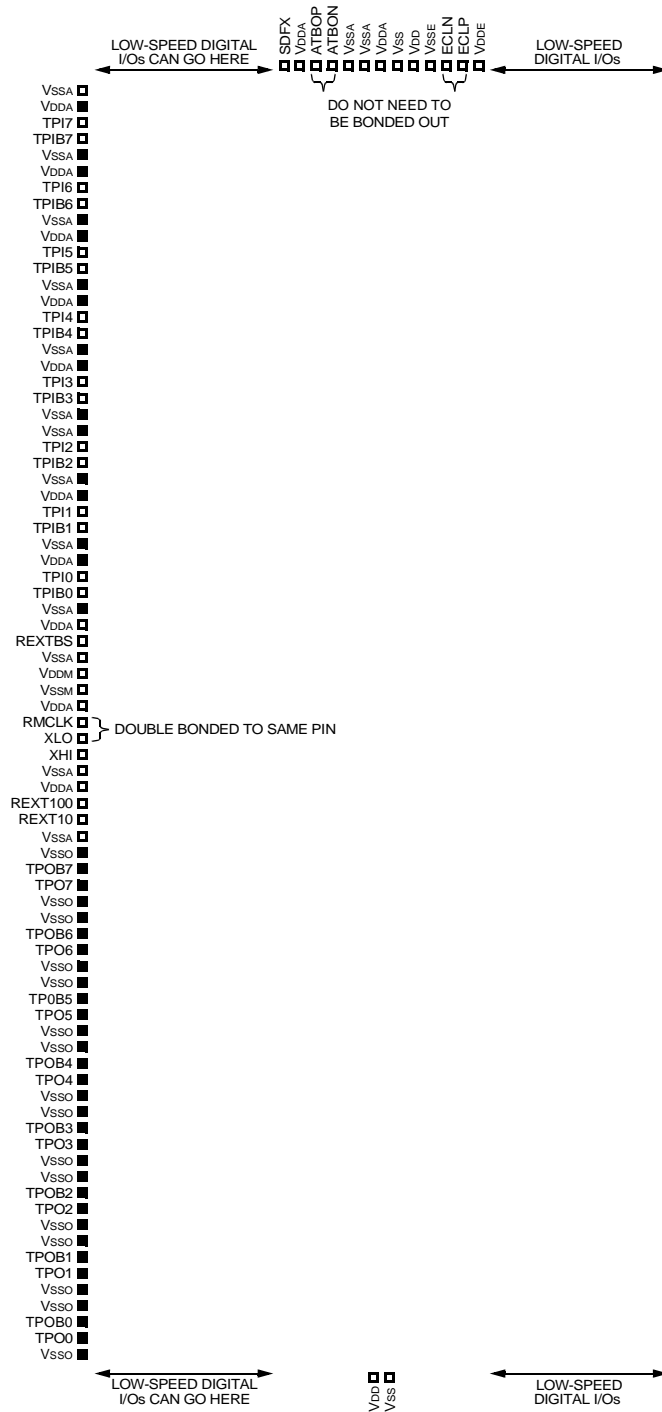 LOW-SPEED DIGITAL
I/Os CAN GO HERE
SDFX
VDDA
ATBOP
ATBON
VSSA
VSSA
VDDA
VSS
VDD
VSSE
ECLN
ECLP
VDDE
LOW-SPEED
DIGITAL I/Os
DO NOT NEED TO
BE BONDED OUT
VSSA
VDDA
TPI7
TPIB7
VSSA
VDDA
TPI6
TPIB6
VSSA
VDDA
TPI5
TPIB5
VSSA
VDDA
TPI4
TPIB4
VSSA
VDDA
TPI3
TPIB3
VSSA
VSSA
TPI2
TPIB2
VSSA
VDDA
TPI1
TPIB1
VSSA
VDDA
TPI0
TPIB0
VSSA
VDDA
REXTBS
VSSA
VDDM
VSSM
VDDA
RMCLK
XLO
DOUBLE BONDED TO SAME PIN
XHI
VSSA
VDDA
REXT100
REXT10
VSSA
VSSO
TPOB7
TPO7
VSSO
VSSO
TPOB6
TPO6
VSSO
VSSO
TP0B5
TPO5
VSSO
VSSO
TPOB4
TPO4
VSSO
VSSO
TPOB3
TPO3
VSSO
VSSO
TPOB2
TPO2
VSSO
VSSO
TPOB1
TPO1
VSSO
VSSO
TPOB0
TPO0
VSSO
LOW-SPEED DIGITAL
I/Os CAN GO HERE
VDD
VSS
LOW-SPEED
DIGITAL I/Os